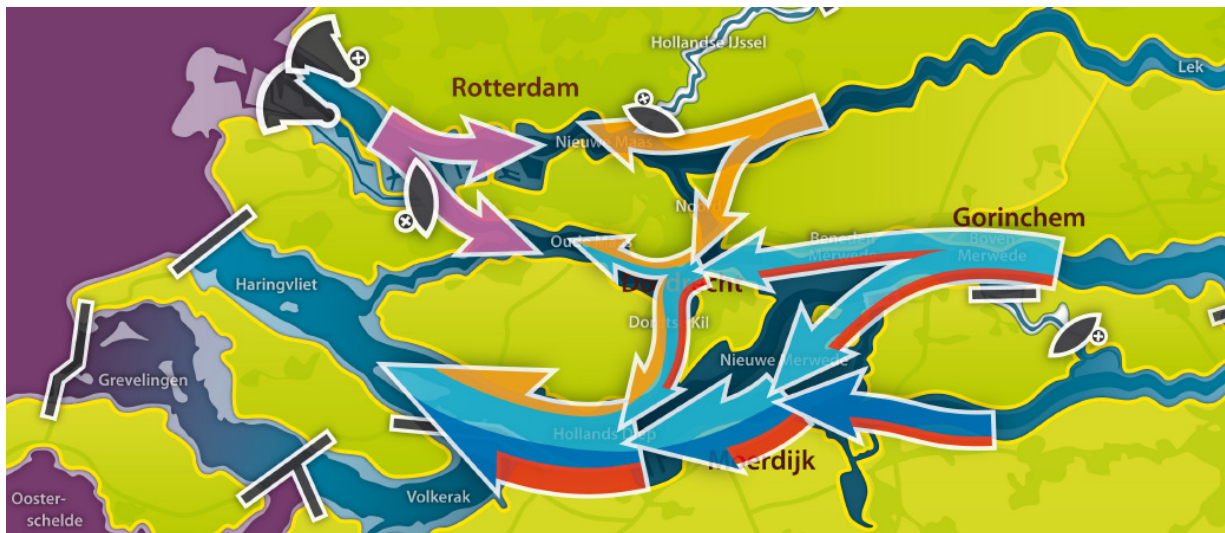 Hollandse IJssel
Lek
Rotterdam
Nieuwe Maas
Noord
Gorinchem
Oude Maas
Beneden
Merwede
Boven
Merwede
Haringvliet
Dordrecht
Dordts Kil
Nieuwe Merwede
Grevelingen
Hollands Diep
Moerdijk
Volkerak
Ooster-
schelde